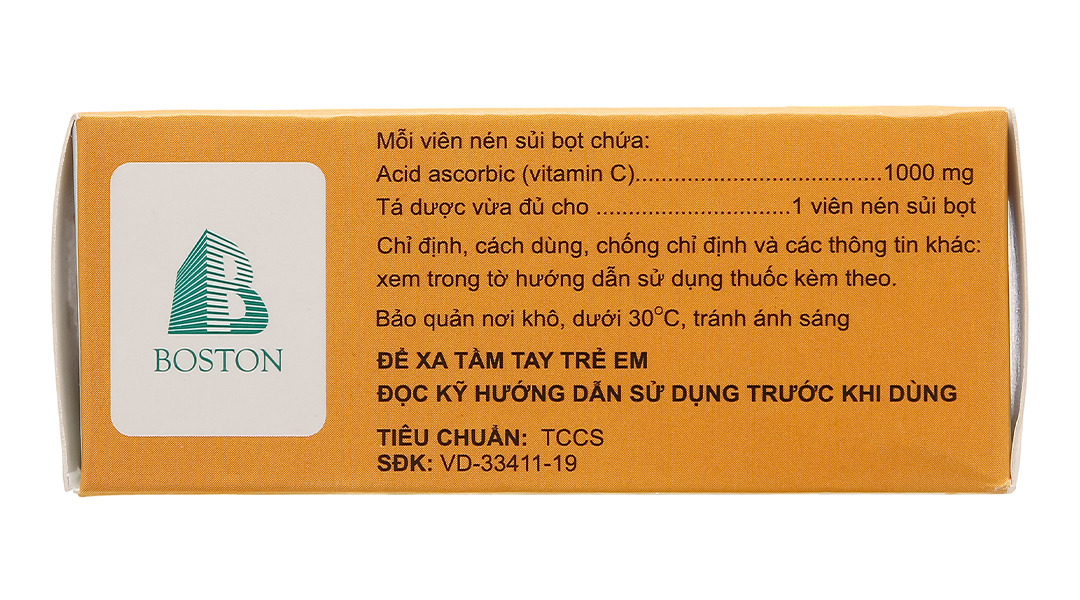 Mỗi viên nén sủi bọt chứa:
Acid ascorbic (vitamin C)......................................1000 mg
Tá dược vừa đủ cho ..............................1 viên nén sủi bọt
Chỉ định, cách dùng, chống chỉ định và các thông tin khác:
xem trong tờ hướng dẫn sử dụng thuốc kèm theo.
Bảo quản nơi khô, dưới 30°C, tránh ánh sáng
ĐỂ XA TẦM TAY TRẺ EM
ĐỌC KỸ HƯỚNG DẪN SỬ DỤNG TRƯỚC KHI DÙNG
TIÊU CHUẨN: TCCS
SĐK: VD-33411-19
BOSTON